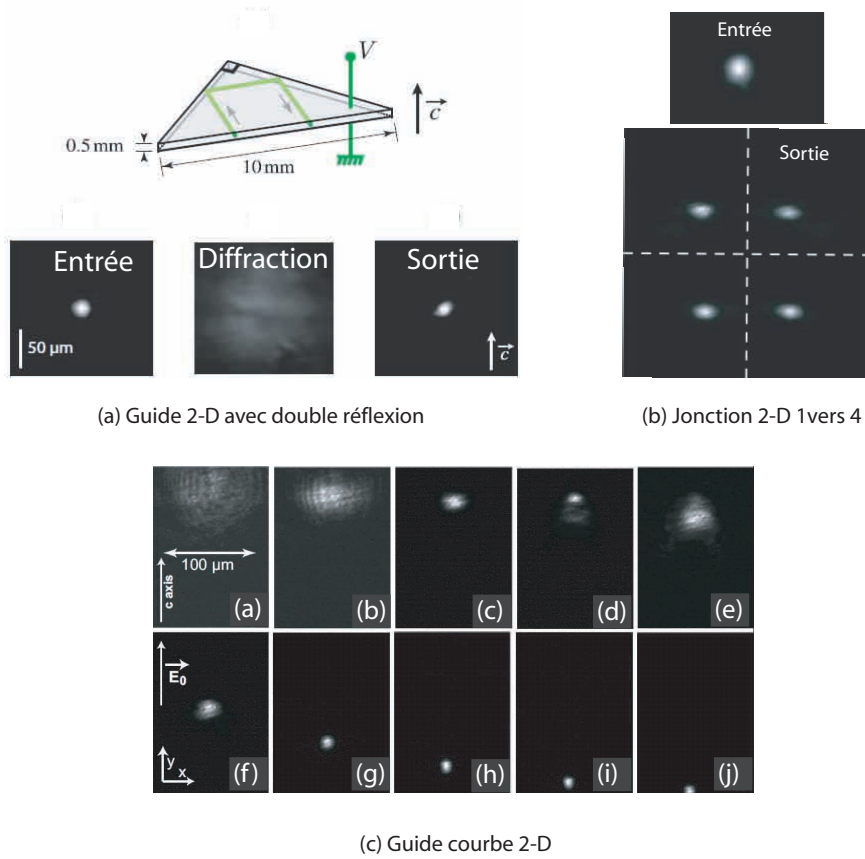 V
c
0.5 mm
10 mm
Entrée
Diffraction
Sortie
50 µm
c
(a) Guide 2-D avec double réflexion
Entrée
Sortie
(b) Jonction 2-D 1vers 4
100 µm
c axis
(a)
(b)
(c)
(d)
(e)
E₀
y
x
(f)
(g)
(h)
(i)
(j)
(c) Guide courbe 2-D